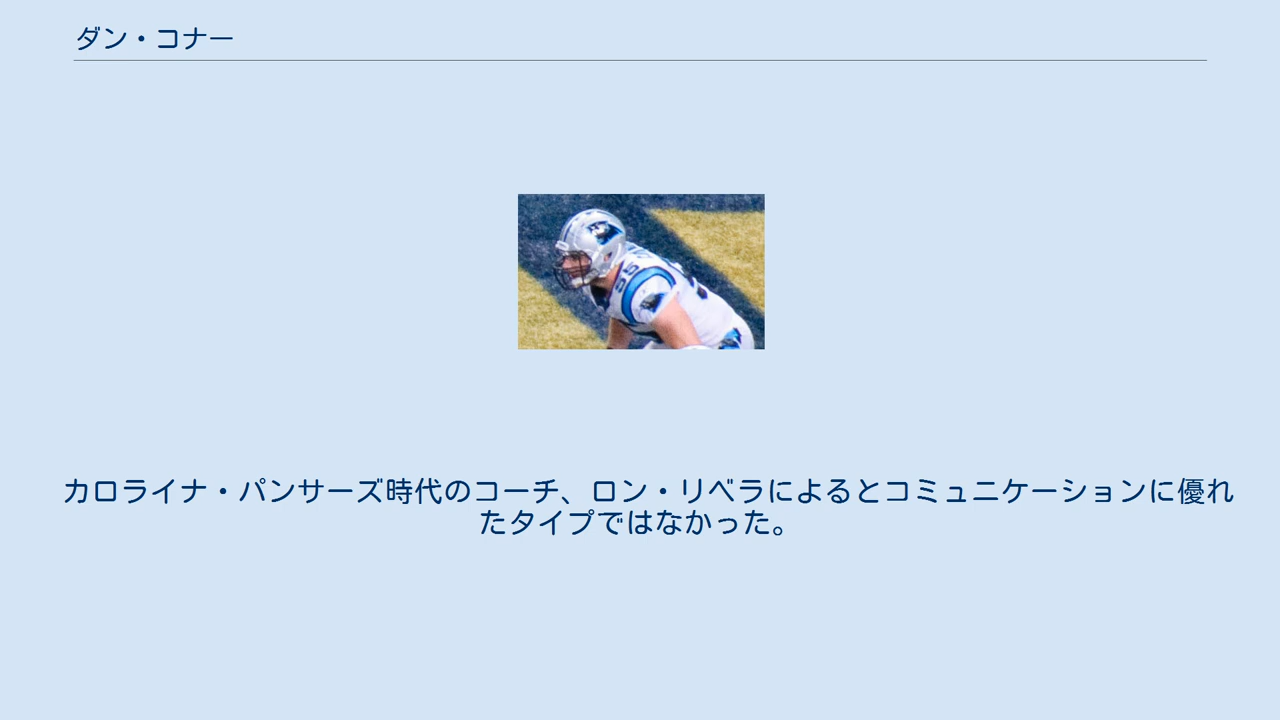 ダン・コナー
55
カロライナ・パンサーズ時代のコーチ、ロン・リベラによるとコミュニケーションに優れ
たタイプではなかった。